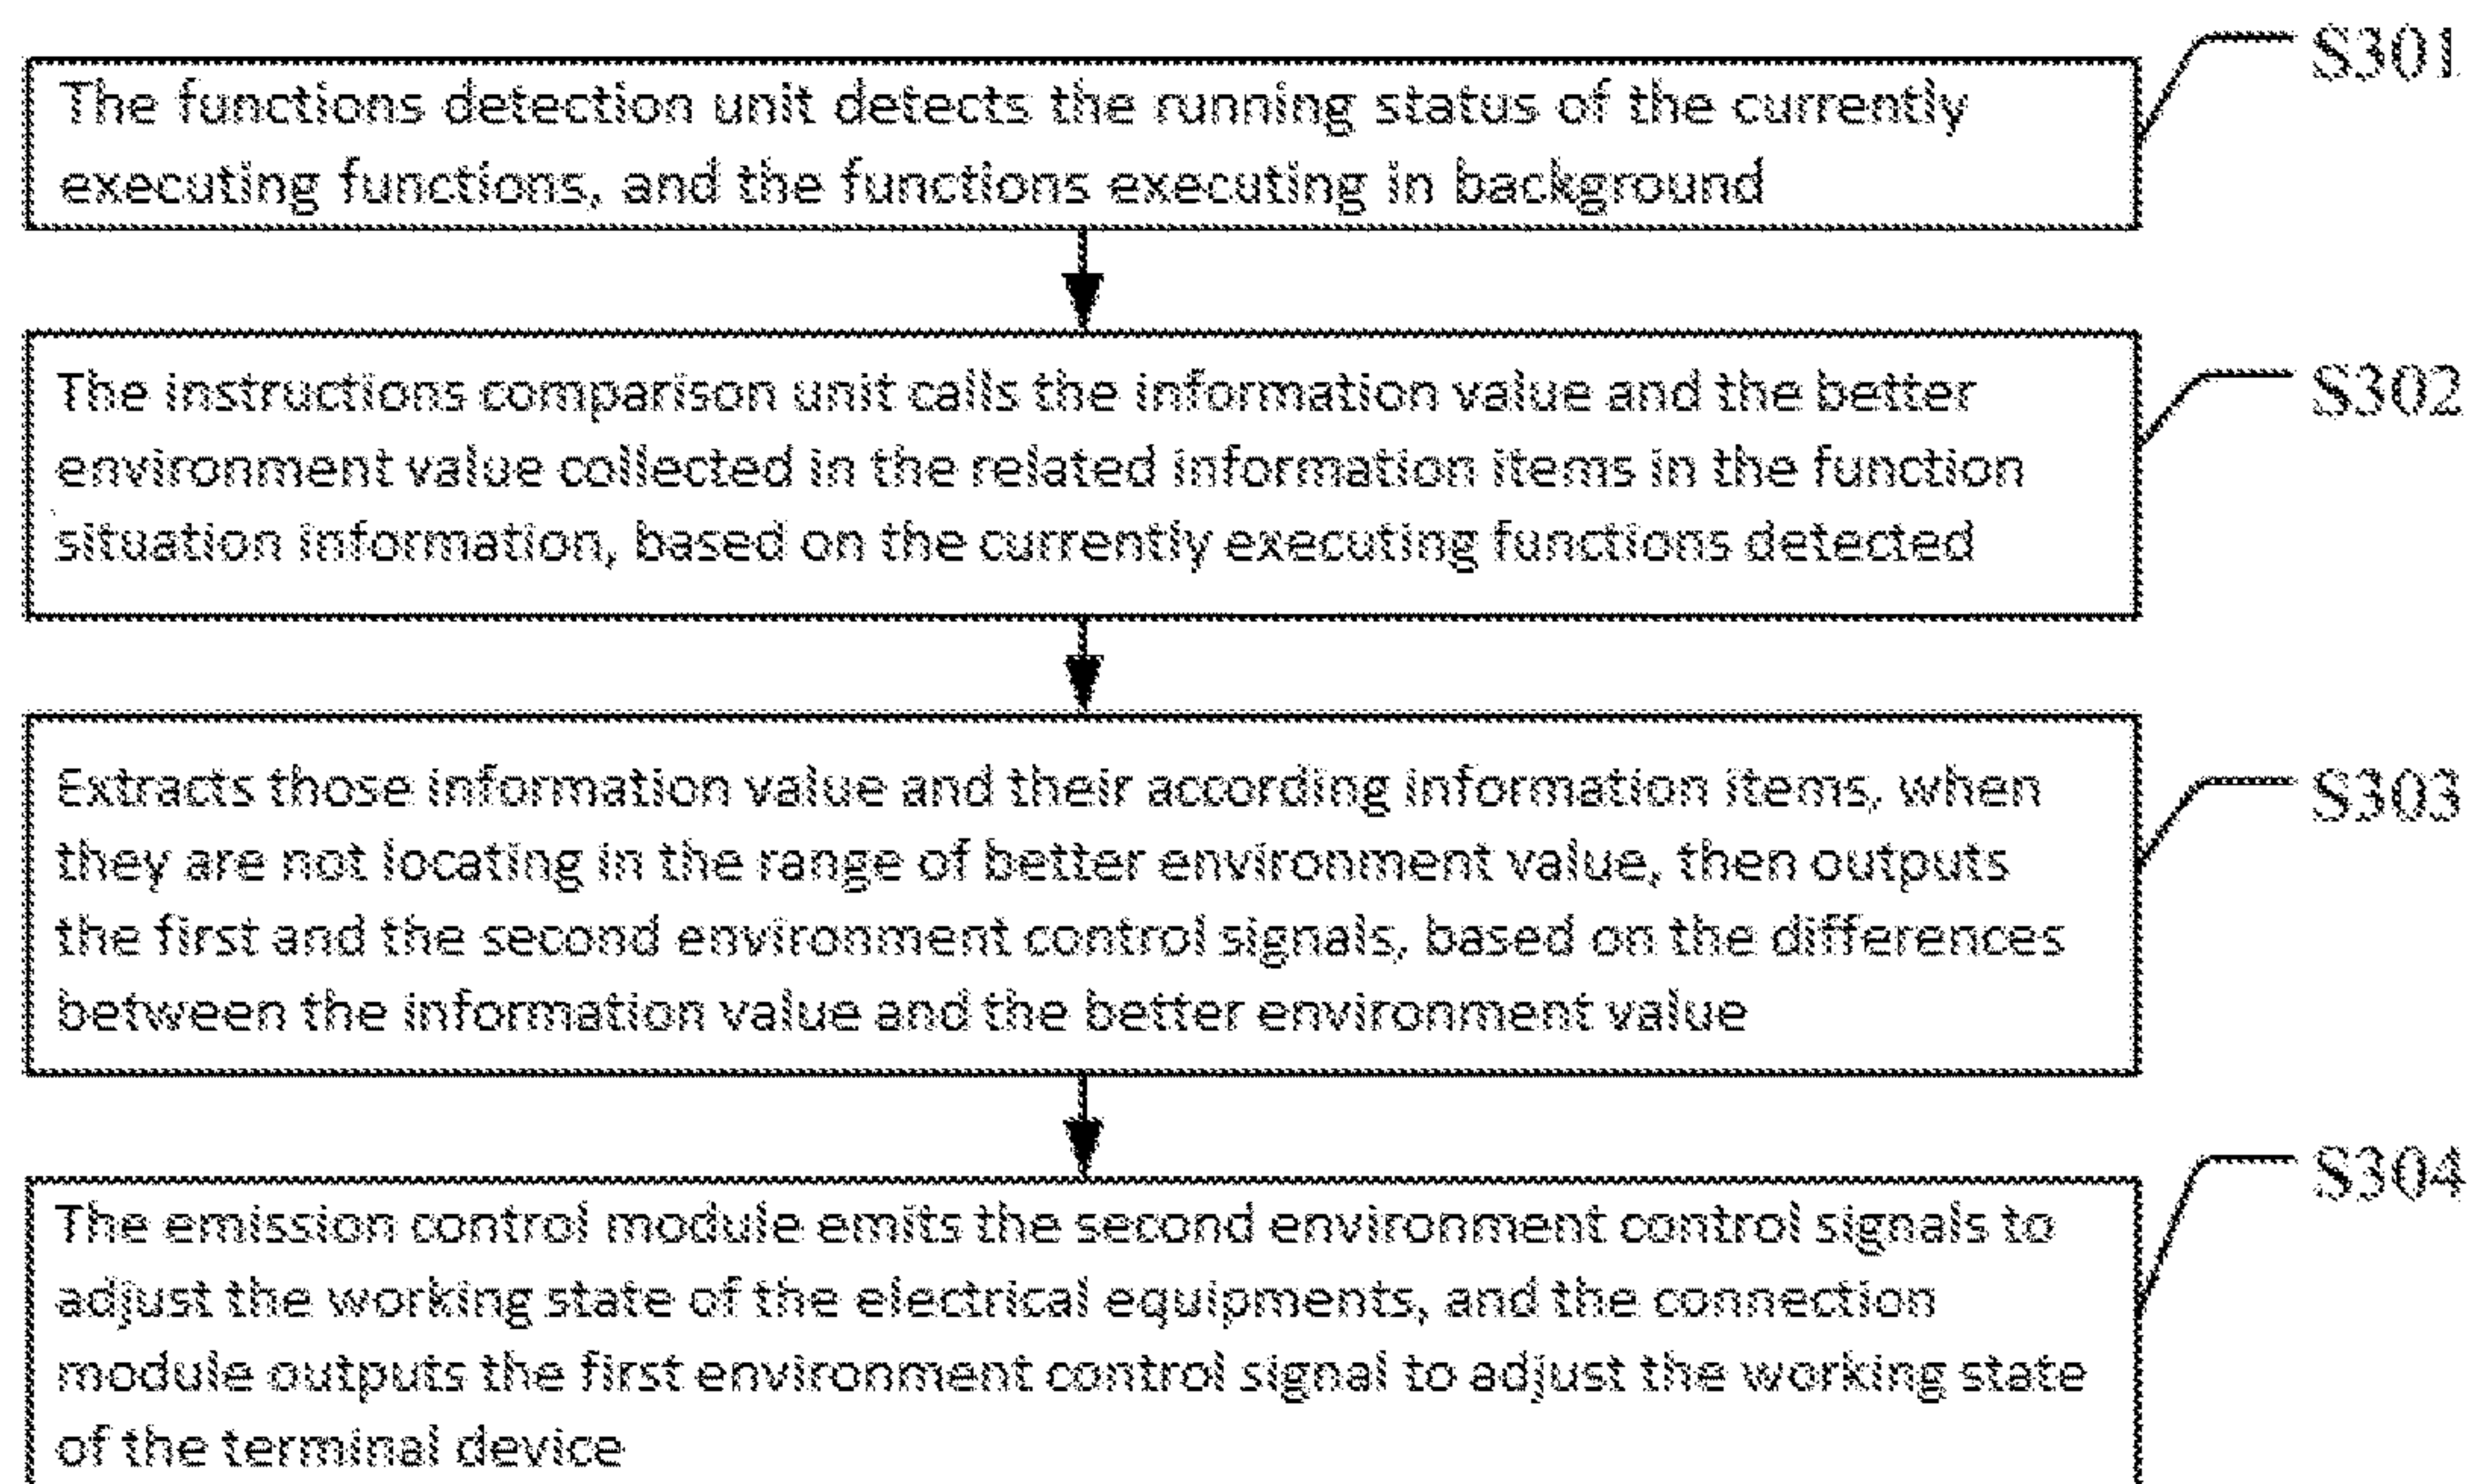 S301
The functions detection unit detects the running status of the currently
executing functions, and the functions executing in background
S302
The instructions comparison unit calls the information value and the better
environment value collected in the related information items in the function
situation information, based on the currently executing functions detected
S303
Extracts those information value and their according information items, when
they are not locating in the range of better environment value, then outputs
the first and the second environment control signals, based on the differences
between the information value and the better environment value
S304
The emission control module emits the second environment control signals to
adjust the working state of the electrical equipments, and the connection
module outputs the first environment control signal to adjust the working state
of the terminal device